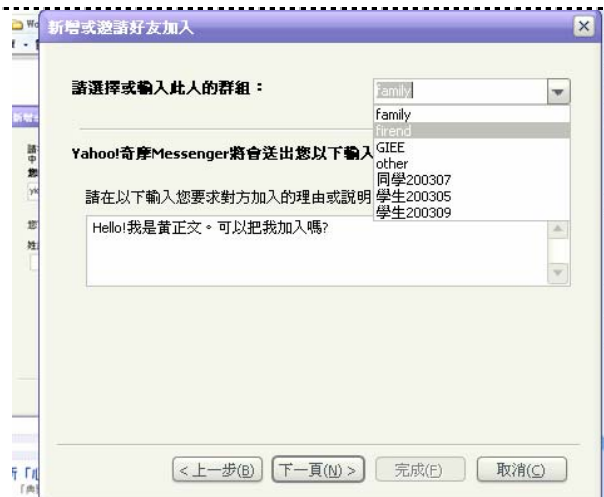 新增或邀請好友加入
請選擇或輸入此人的群組：
family
family
firend
GIEE
other
同學200307
學生200305
學生200309
Yahoo!奇摩Messenger將會送出您以下輸入
請在以下輸入您要求對方加入的理由或說明
Hello!我是黃正文。可以把我加入嗎?
<上一步(B)
下一頁(N) >
完成(F)
取消(C)